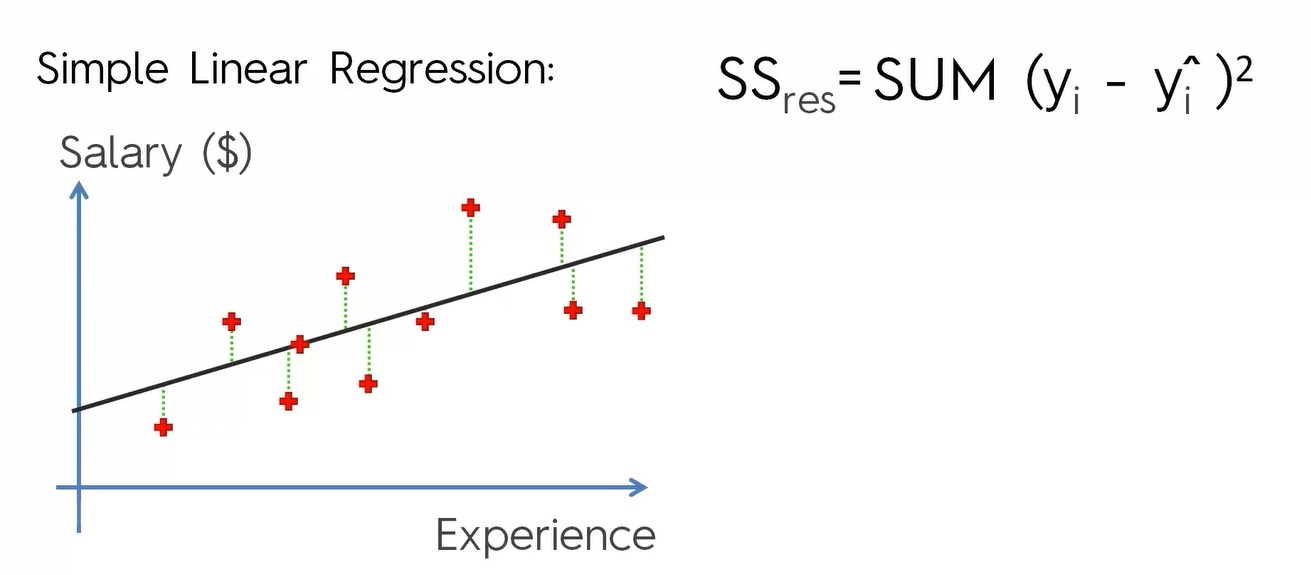 Simple Linear Regression:
SSres = SUM (yi - yi^ )²
Salary ($)
Experience